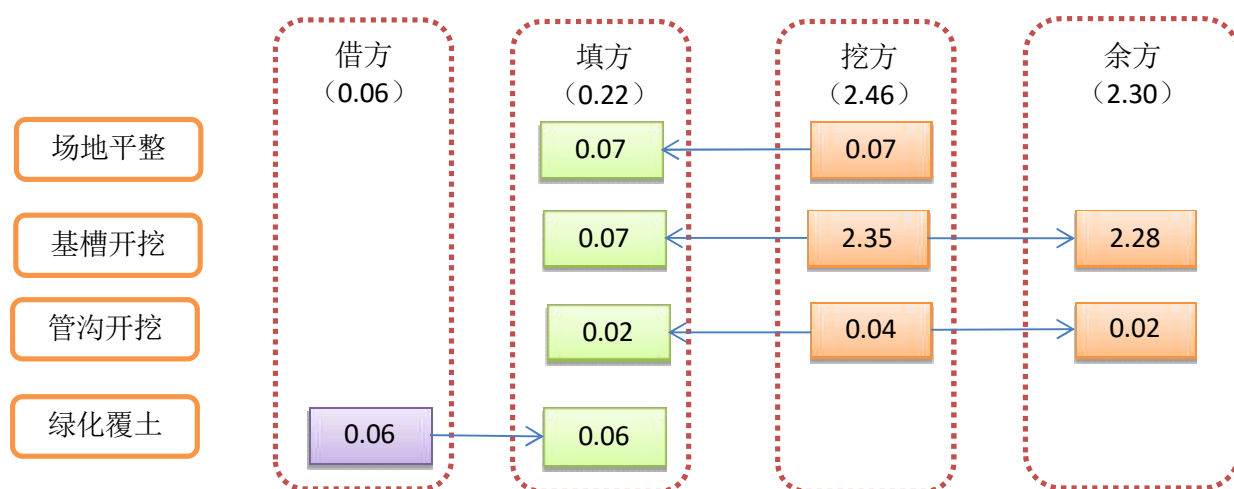 借方
（0.06）
填方
（0.22）
挖方
（2.46）
余方
（2.30）
场地平整
0.07
0.07
基槽开挖
0.07
2.35
2.28
管沟开挖
0.02
0.04
0.02
绿化覆土
0.06
0.06